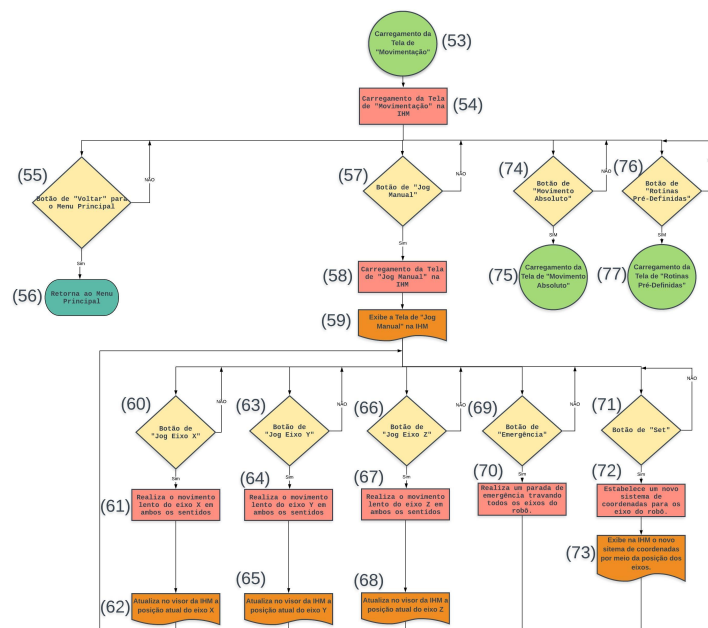 Carregamento da
Tela de
"Movimentação"
(53)
Carregamento da Tela
de "Movimentação" na
IHM
(54)
(55)
Botão de "Voltar" para
o Menu Principal
NÃO
Sim
(56)
Retorna ao Menu
Principal
(57)
Botão de "Jog
Manual"
NÃO
Sim
(58)
Carregamento da Tela
de "Jog Manual" na
IHM
(59)
Exibe a Tela de "Jog
Manual" na IHM
(74)
Botão de
"Movimento
Absoluto"
NÃO
SIM
(75)
Carregamento da
Tela de "Movimento
Absoluto"
(76)
Botão de
"Rotinas
Pré-Definidas"
SIM
(77)
Carregamento da
Tela de "Rotinas
Pré-Definidas"
(60)
Botão de
"Jog Eixo X"
NÃO
Sim
(61)
Realiza o movimento
lento do eixo X em
ambos os sentidos
(62)
Atualiza no visor da IHM a
posição atual do eixo X
(63)
Botão de
"Jog Eixo Y"
NÃO
Sim
(64)
Realiza o movimento
lento do eixo Y em
ambos os sentidos
(65)
Atualiza no visor da IHM a
posição atual do eixo Y
(66)
Botão de
"Jog Eixo Z"
NÃO
Sim
(67)
Realiza o movimento
lento do eixo Z em
ambos os sentidos
(68)
Atualiza no visor da IHM a
posição atual do eixo Z
(69)
Botão de
"Emergência"
NÃO
Sim
(70)
Realiza um parada de
emergência travando
todos os eixos do
robô.
(71)
Botão de "Set"
NÃO
Sim
(72)
Estabelece um novo
sistema de
coordenadas para os
eixo do robô.
(73)
Exibe na IHM o novo
sitema de coordenadas
por meio da posição dos
eixos.